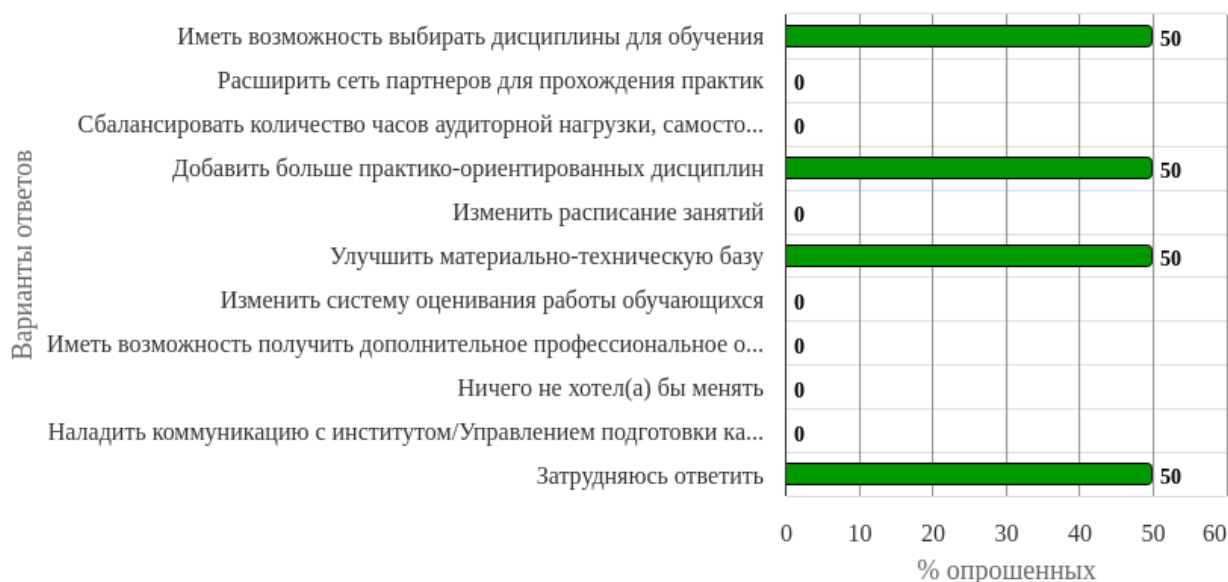 Иметь возможность выбирать дисциплины для обучения 50
Расширить сеть партнеров для прохождения практик 0
Сбалансировать количество часов аудиторной нагрузки, самосто... 0
Добавить больше практико-ориентированных дисциплин 50
Изменить расписание занятий 0
Улучшить материально-техническую базу 50
Изменить систему оценивания работы обучающихся 0
Иметь возможность получить дополнительное профессиональное о... 0
Ничего не хотел(а) бы менять 0
Наладить коммуникацию с институтом/Управлением подготовки ка... 0
Затрудняюсь ответить 50
Варианты ответов
0 10 20 30 40 50 60
% опрошенных